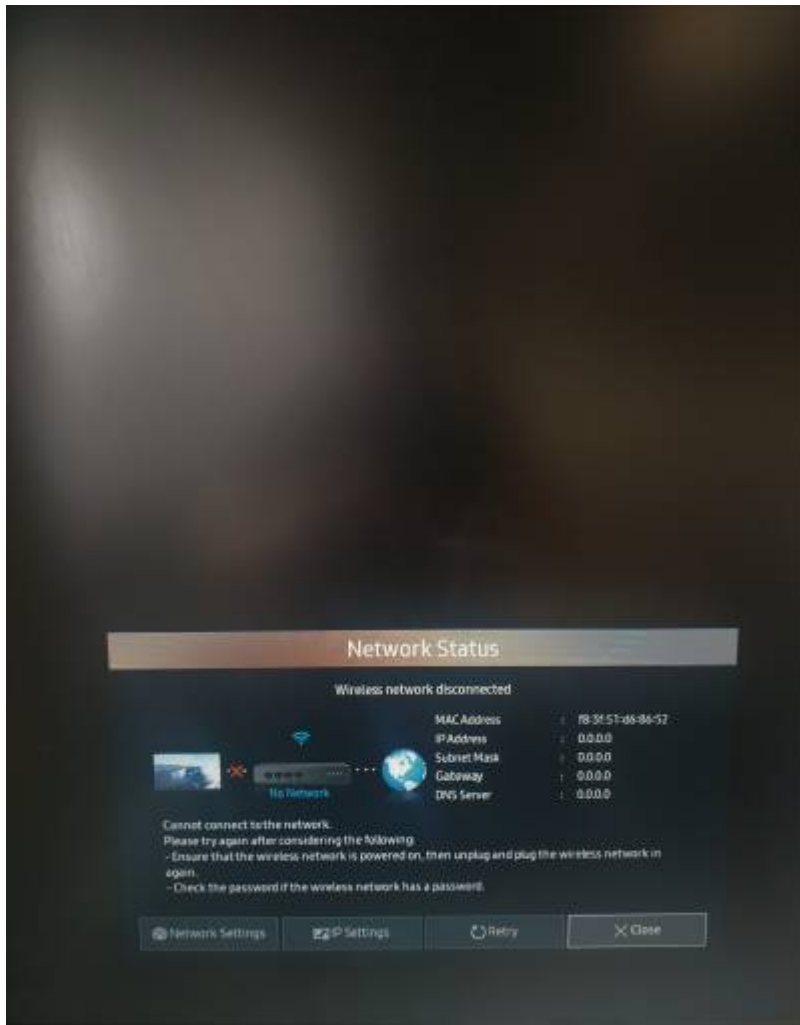 Network Status
Wireless network disconnected
MAC Address : f8:3f:51:d6:86:52
IP Address : 0.0.0.0
Subnet Mask : 0.0.0.0
Gateway : 0.0.0.0
DNS Server : 0.0.0.0
No Network
Cannot connect to the network.
Please try again after considering the following:
- Ensure that the wireless network is powered on, then unplug and plug the wireless network in
again.
- Check the password if the wireless network has a password.
Network Settings
IP Settings
Retry
Close